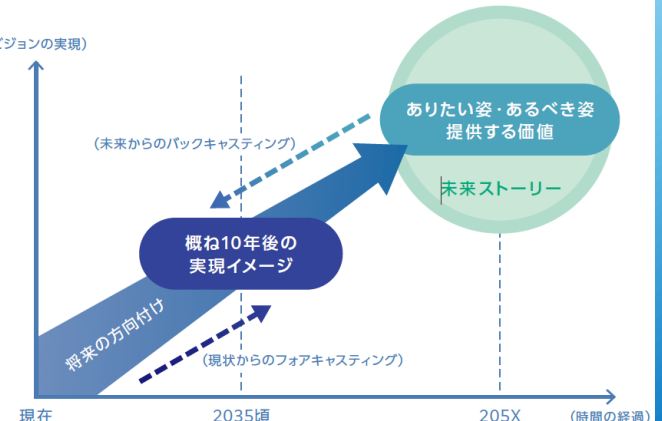 ビジョンの実現)
ありたい姿・あるべき姿
提供する価値
(未来からのバックキャスティング)
未来ストーリー
概ね10年後の
実現イメージ
将来の方向付け
(現状からのフォアキャスティング)
現在
2035頃
205X
(時間の経過)